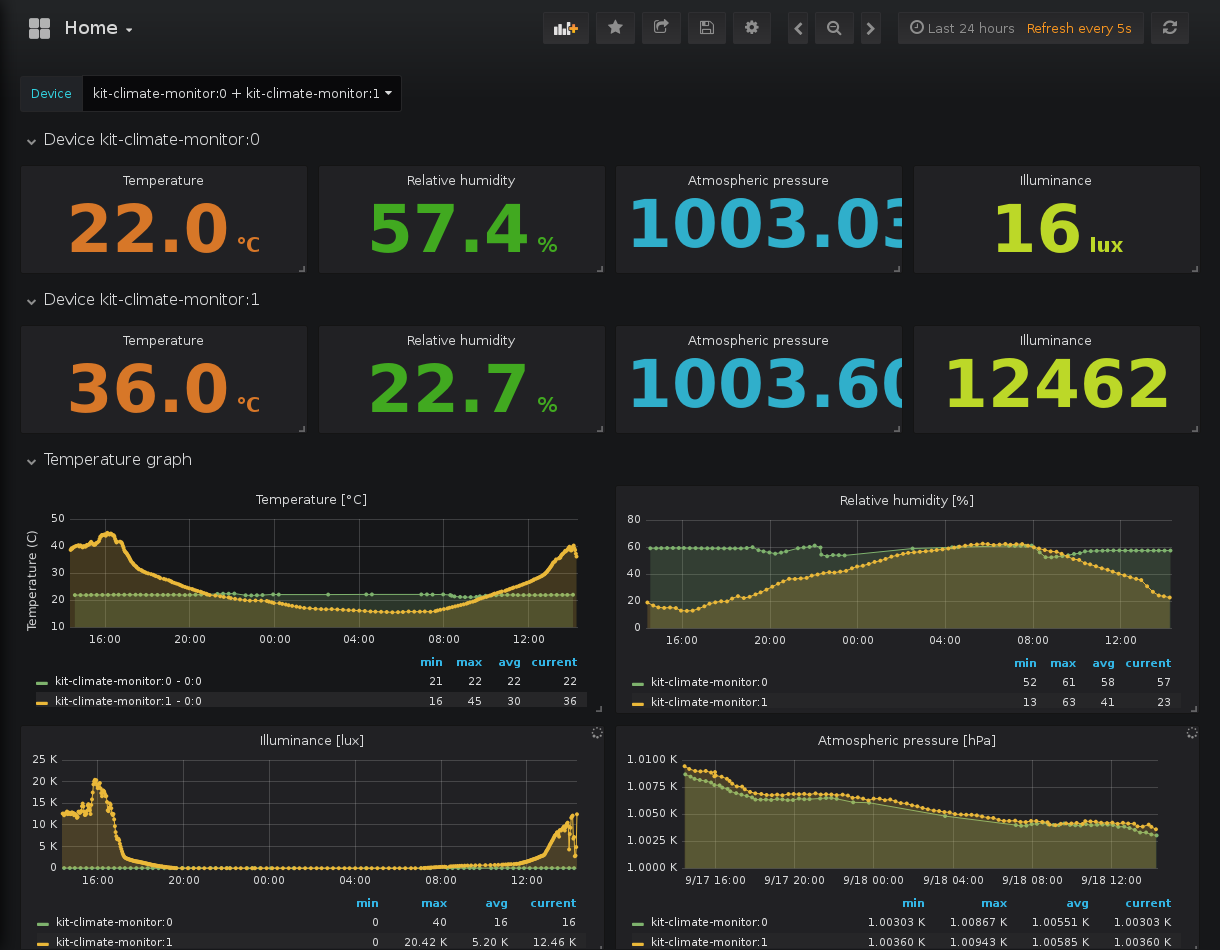 Home
Last 24 hours Refresh every 5s
Device kit-climate-monitor:0 + kit-climate-monitor:1
Device kit-climate-monitor:0
Temperature Relative humidity Atmospheric pressure Illuminance
22.0 °C 57.4 % 1003.03 16 lux
Device kit-climate-monitor:1
Temperature Relative humidity Atmospheric pressure Illuminance
36.0 °C 22.7 % 1003.60 12462
Temperature graph
Temperature [°C]
Temperature (C)
50
40
30
20
10
16:00 20:00 00:00 04:00 08:00 12:00
min max avg current
kit-climate-monitor:0 - 0:0 21 22 22 22
kit-climate-monitor:1 - 0:0 16 45 30 36
Relative humidity [%]
80
60
40
20
0
16:00 20:00 00:00 04:00 08:00 12:00
min max avg current
kit-climate-monitor:0 52 61 58 57
kit-climate-monitor:1 13 63 41 23
Illuminance [lux]
25 K
20 K
15 K
10 K
5 K
0
16:00 20:00 00:00 04:00 08:00 12:00
min max avg current
kit-climate-monitor:0 0 40 16 16
kit-climate-monitor:1 0 20.42 K 5.20 K 12.46 K
Atmospheric pressure [hPa]
1.0100 K
1.0075 K
1.0050 K
1.0025 K
1.0000 K
9/17 16:00 9/17 20:00 9/18 00:00 9/18 04:00 9/18 08:00 9/18 12:00
min max avg current
kit-climate-monitor:0 1.00303 K 1.00867 K 1.00551 K 1.00303 K
kit-climate-monitor:1 1.00360 K 1.00943 K 1.00585 K 1.00360 K